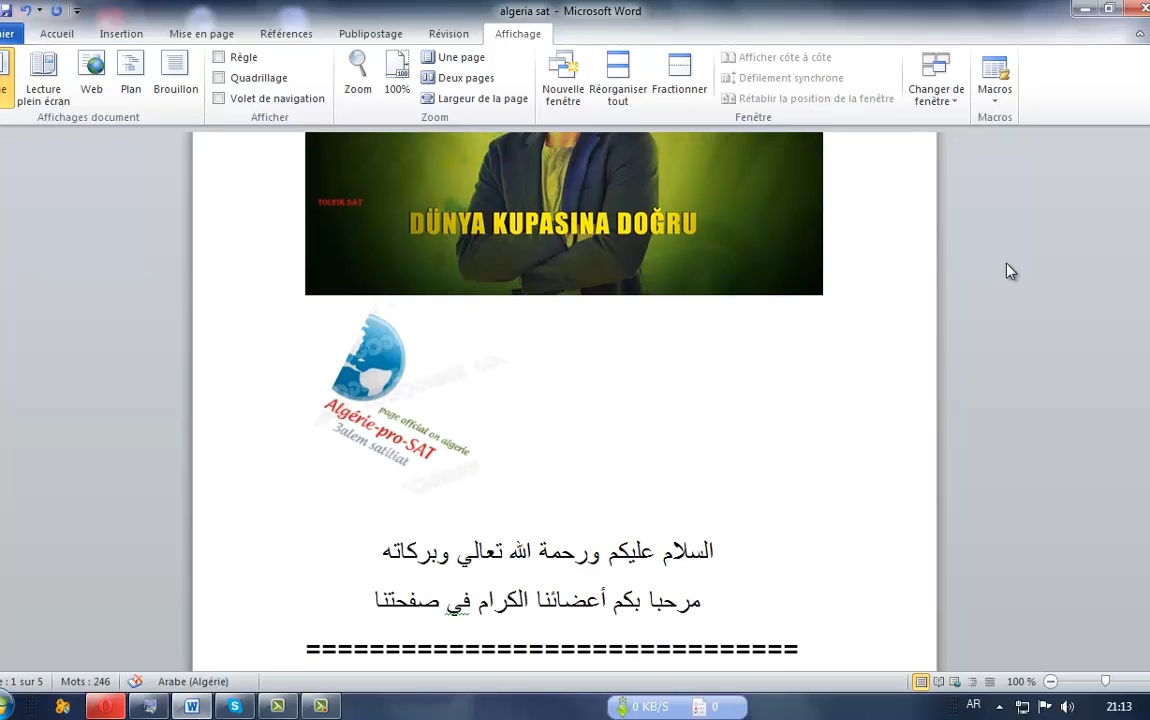 algeria sat - Microsoft Word
Accueil
Insertion
Mise en page
Références
Publipostage
Révision
Affichage
Lecture plein écran
Web
Plan
Brouillon
Affichages document
Règle
Quadrillage
Volet de navigation
Afficher
Zoom
100%
Une page
Deux pages
Largeur de la page
Zoom
Nouvelle fenêtre
Réorganiser tout
Fractionner
Afficher côte à côte
Défilement synchrone
Rétablir la position de la fenêtre
Fenêtre
Changer de fenêtre
Macros
Macros
TOUFIK SAT
DÜNYA KUPASINA DOĞRU
Algérie-pro-SAT
page official on algerie
3alem satilitiat
السلام عليكم ورحمة الله تعالي وبركاته
مرحبا بكم أعضائنا الكرام في صفحتنا
===============================
: 1 sur 5
Mots : 246
Arabe (Algérie)
100 %
0 KB/S
0
AR
21:13